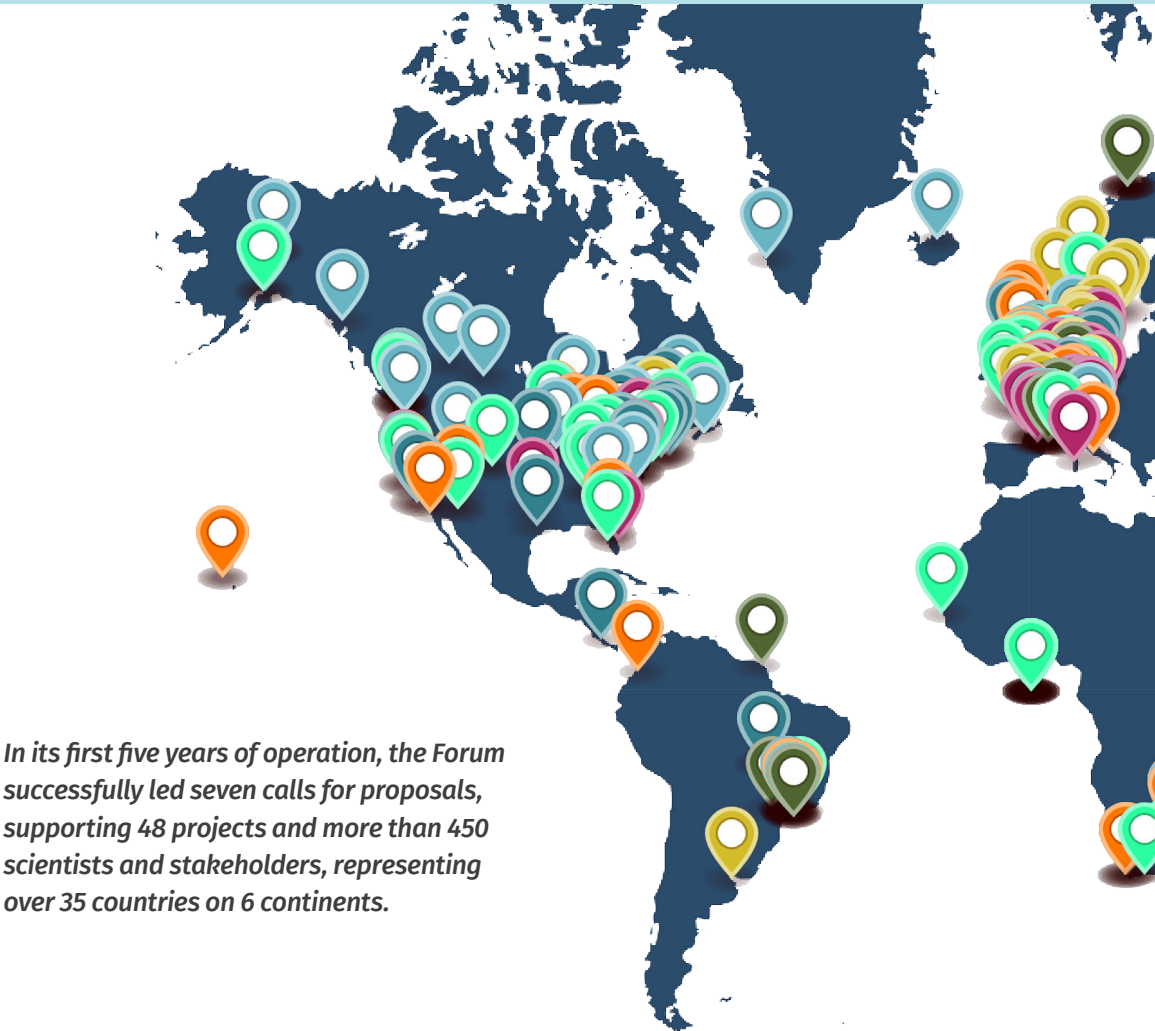 In its first five years of operation, the Forum
successfully led seven calls for proposals,
supporting 48 projects and more than 450
scientists and stakeholders, representing
over 35 countries on 6 continents.